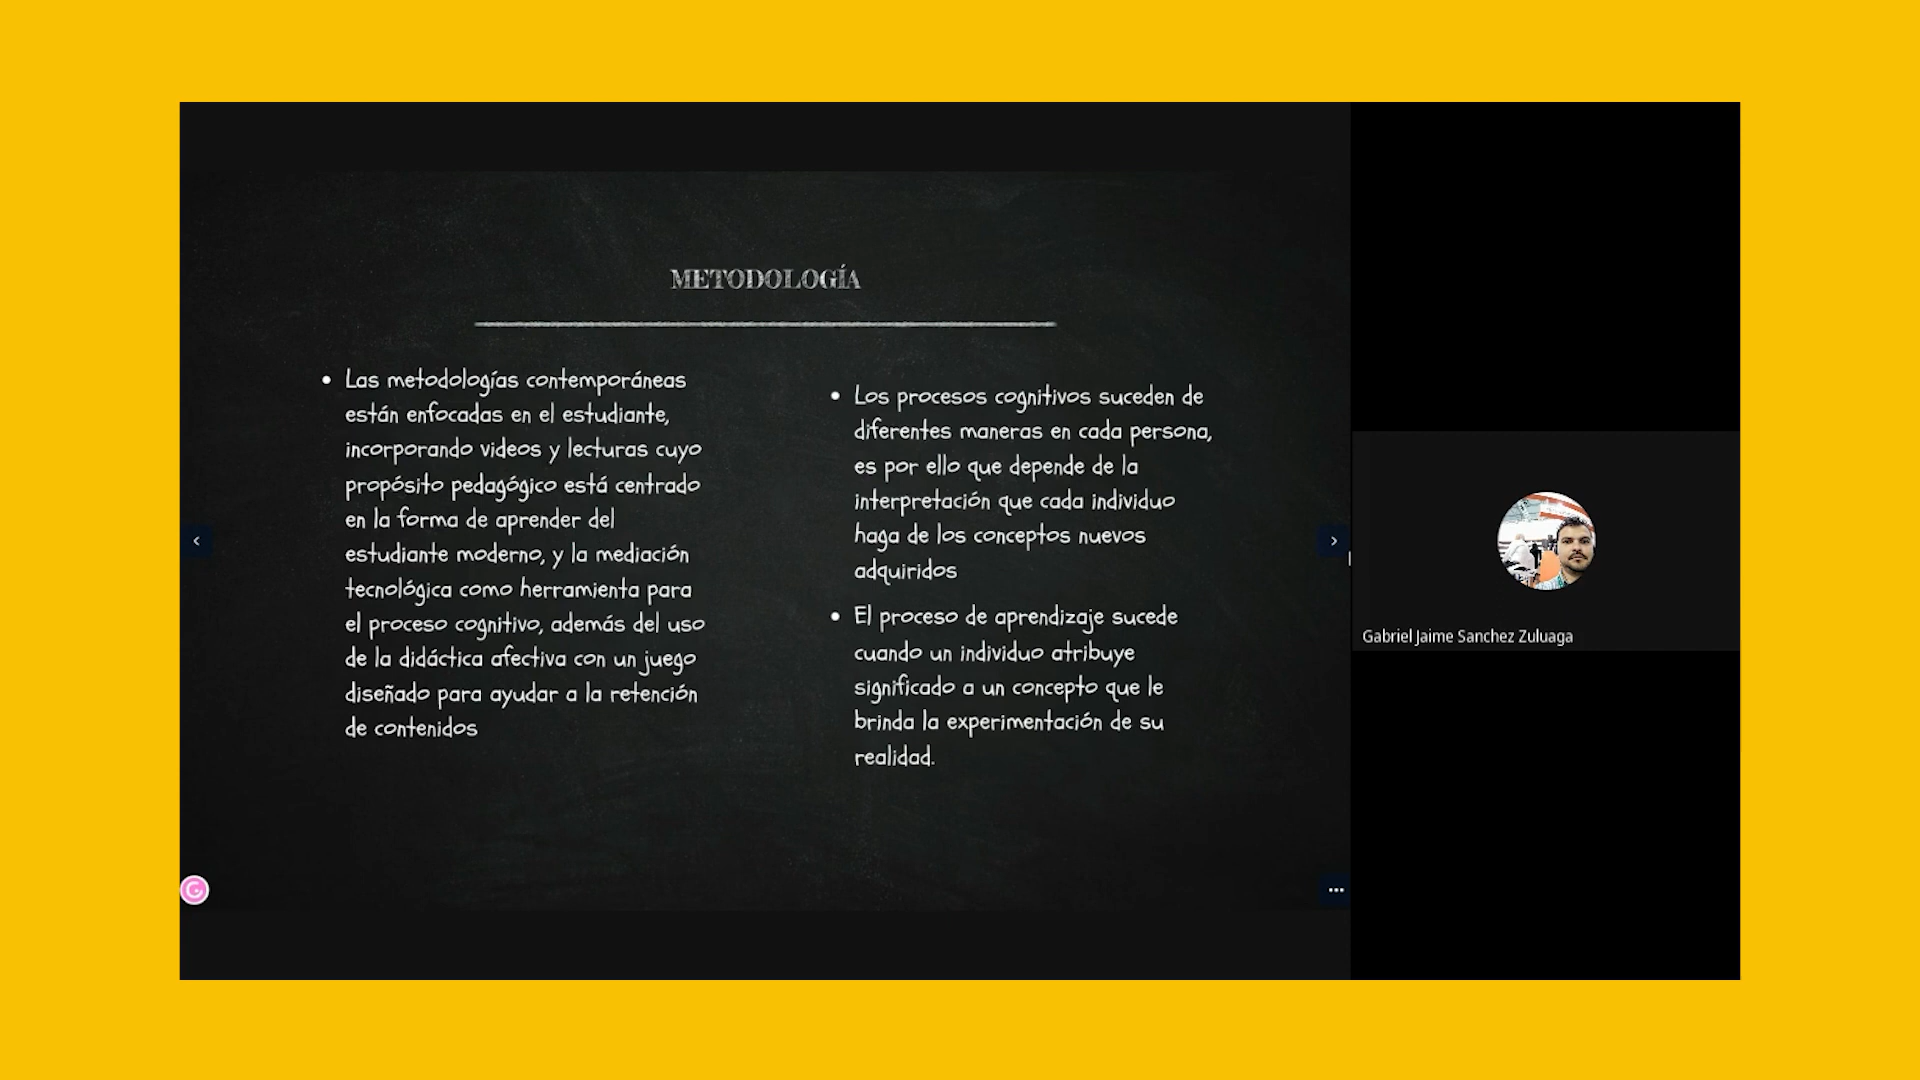 METODOLOGÍA
• Las metodologías contemporáneas
están enfocadas en el estudiante,
incorporando videos y lecturas cuyo
propósito pedagógico está centrado
en la forma de aprender del
estudiante moderno, y la mediación
tecnológica como herramienta para
el proceso cognitivo, además del uso
de la didáctica afectiva con un juego
diseñado para ayudar a la retención
de contenidos
• Los procesos cognitivos suceden de
diferentes maneras en cada persona,
es por ello que depende de la
interpretación que cada individuo
haga de los conceptos nuevos
adquiridos
• El proceso de aprendizaje sucede
cuando un individuo atribuye
significado a un concepto que le
brinda la experimentación de su
realidad.
Gabriel Jaime Sanchez Zuluaga